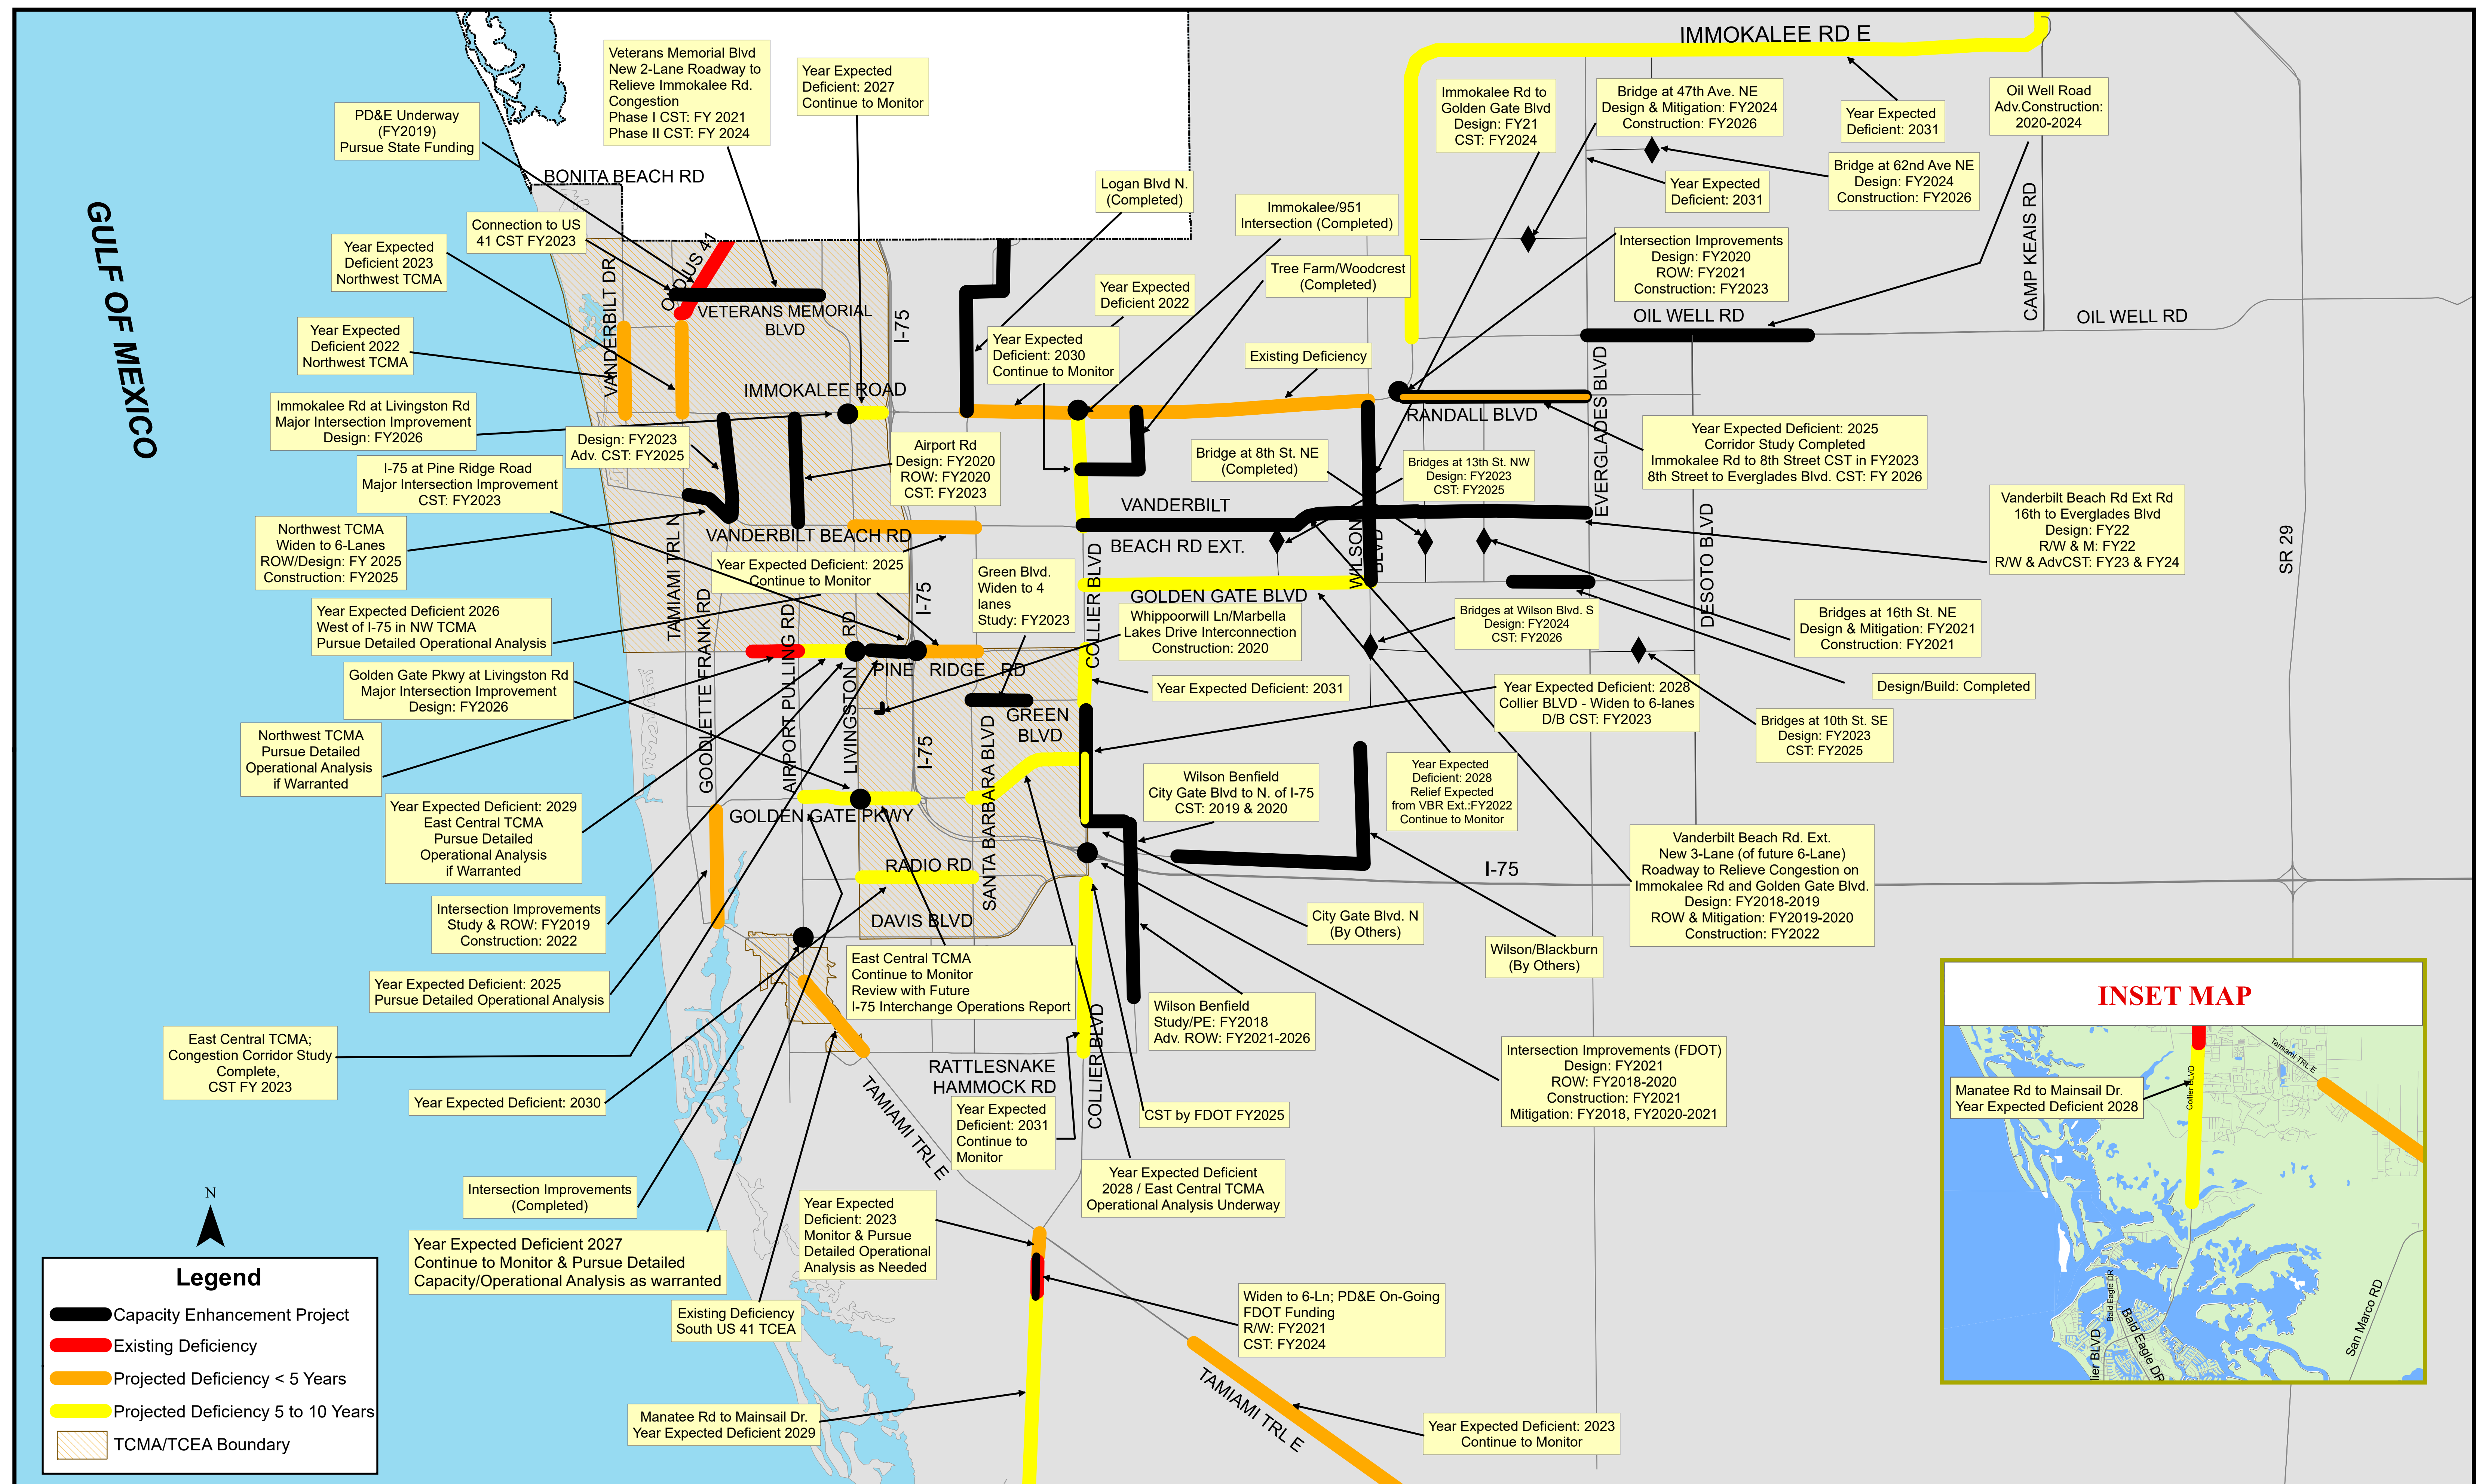 IMMOKALEE RD E
Veterans Memorial Blvd
New 2-Lane Roadway to
Relieve Immokalee Rd.
Congestion
Phase I CST: FY 2021
Phase II CST: FY 2024
Year Expected
Deficient: 2027
Continue to Monitor
Immokalee Rd to
Golden Gate Blvd
Design: FY21
CST: FY2024
Bridge at 47th Ave. NE
Design & Mitigation: FY2024
Construction: FY2026
Year Expected
Deficient: 2031
Oil Well Road
Adv.Construction:
2020-2024
PD&E Underway
(FY2019)
Pursue State Funding
BONITA BEACH RD
Logan Blvd N.
(Completed)
Immokalee/951
Intersection (Completed)
Year Expected
Deficient: 2031
Bridge at 62nd Ave NE
Design: FY2024
Construction: FY2026
CAMP KEAIS RD
GULF OF MEXICO
Connection to US
41 CST FY2023
Year Expected
Deficient 2023
Northwest TCMA
OLD US 41
VANDERBILT DR
VETERANS MEMORIAL
BLVD
I-75
Year Expected
Deficient 2022
Tree Farm/Woodcrest
(Completed)
Intersection Improvements
Design: FY2020
ROW: FY2021
Construction: FY2023
OIL WELL RD
OIL WELL RD
Year Expected
Deficient 2022
Northwest TCMA
Year Expected
Deficient: 2030
Continue to Monitor
Existing Deficiency
IMMOKALEE ROAD
RANDALL BLVD
EVERGLADES BLVD
Immokalee Rd at Livingston Rd
Major Intersection Improvement
Design: FY2026
Design: FY2023
Adv. CST: FY2025
Airport Rd
Design: FY2020
ROW: FY2020
CST: FY2023
Bridge at 8th St. NE
(Completed)
Bridges at 13th St. NW
Design: FY2023
CST: FY2025
Year Expected Deficient: 2025
Corridor Study Completed
Immokalee Rd to 8th Street CST in FY2023
8th Street to Everglades Blvd. CST: FY 2026
I-75 at Pine Ridge Road
Major Intersection Improvement
CST: FY2023
VANDERBILT
BEACH RD EXT.
Vanderbilt Beach Rd Ext Rd
16th to Everglades Blvd
Design: FY22
R/W & M: FY22
R/W & AdvCST: FY23 & FY24
Northwest TCMA
Widen to 6-Lanes
ROW/Design: FY 2025
Construction: FY2025
TAMIAMI TRL N
VANDERBILT BEACH RD
Year Expected Deficient: 2025
Continue to Monitor
Green Blvd.
Widen to 4
lanes
Study: FY2023
COLLIER BLVD
WILSON
BLVD
DESOTO BLVD
SR 29
GOLDEN GATE BLVD
I-75
Year Expected Deficient 2026
West of I-75 in NW TCMA
Pursue Detailed Operational Analysis
Whippoorwill Ln/Marbella
Lakes Drive Interconnection
Construction: 2020
Bridges at Wilson Blvd. S
Design: FY2024
CST: FY2026
Bridges at 16th St. NE
Design & Mitigation: FY2021
Construction: FY2021
GOODLETTE FRANK RD
AIRPORT PULLING RD
LIVINGSTON RD
PINE RIDGE RD
Golden Gate Pkwy at Livingston Rd
Major Intersection Improvement
Design: FY2026
Year Expected Deficient: 2031
Year Expected Deficient: 2028
Collier BLVD - Widen to 6-lanes
D/B CST: FY2023
Design/Build: Completed
GREEN
BLVD
I-75
SANTA BARBARA BLVD
Bridges at 10th St. SE
Design: FY2023
CST: FY2025
Northwest TCMA
Pursue Detailed
Operational Analysis
if Warranted
Wilson Benfield
City Gate Blvd to N. of I-75
CST: 2019 & 2020
Year Expected
Deficient: 2028
Relief Expected
from VBR Ext.:FY2022
Continue to Monitor
Year Expected Deficient: 2029
East Central TCMA
Pursue Detailed
Operational Analysis
if Warranted
GOLDEN GATE PKWY
RADIO RD
I-75
Vanderbilt Beach Rd. Ext.
New 3-Lane (of future 6-Lane)
Roadway to Relieve Congestion on
Immokalee Rd and Golden Gate Blvd.
Design: FY2018-2019
ROW & Mitigation: FY2019-2020
Construction: FY2022
Intersection Improvements
Study & ROW: FY2019
Construction: 2022
DAVIS BLVD
City Gate Blvd. N
(By Others)
Wilson/Blackburn
(By Others)
Year Expected Deficient: 2025
Pursue Detailed Operational Analysis
East Central TCMA
Continue to Monitor
Review with Future
I-75 Interchange Operations Report
Wilson Benfield
Study/PE: FY2018
Adv. ROW: FY2021-2026
East Central TCMA;
Congestion Corridor Study
Complete,
CST FY 2023
COLLIER BLVD
RATTLESNAKE
HAMMOCK RD
Intersection Improvements (FDOT)
Design: FY2021
ROW: FY2018-2020
Construction: FY2021
Mitigation: FY2018, FY2020-2021
Year Expected Deficient: 2030
TAMIAMI TRL E
Year Expected
Deficient: 2031
Continue to
Monitor
CST by FDOT FY2025
Year Expected Deficient
2028 / East Central TCMA
Operational Analysis Underway
Intersection Improvements
(Completed)
Year Expected
Deficient: 2023
Monitor & Pursue
Detailed Operational
Analysis as Needed
Year Expected Deficient 2027
Continue to Monitor & Pursue Detailed
Capacity/Operational Analysis as warranted
Widen to 6-Ln; PD&E On-Going
FDOT Funding
R/W: FY2021
CST: FY2024
Existing Deficiency
South US 41 TCEA
TAMIAMI TRL E
Manatee Rd to Mainsail Dr.
Year Expected Deficient 2029
Year Expected Deficient: 2023
Continue to Monitor
N
Legend
Capacity Enhancement Project
Existing Deficiency
Projected Deficiency < 5 Years
Projected Deficiency 5 to 10 Years
TCMA/TCEA Boundary
INSET MAP
Tamiami TRL E
Manatee Rd to Mainsail Dr.
Year Expected Deficient 2028
Collier BLVD
Bald Eagle DR
Bald Eagle DR
llier BLVD
San Marco RD